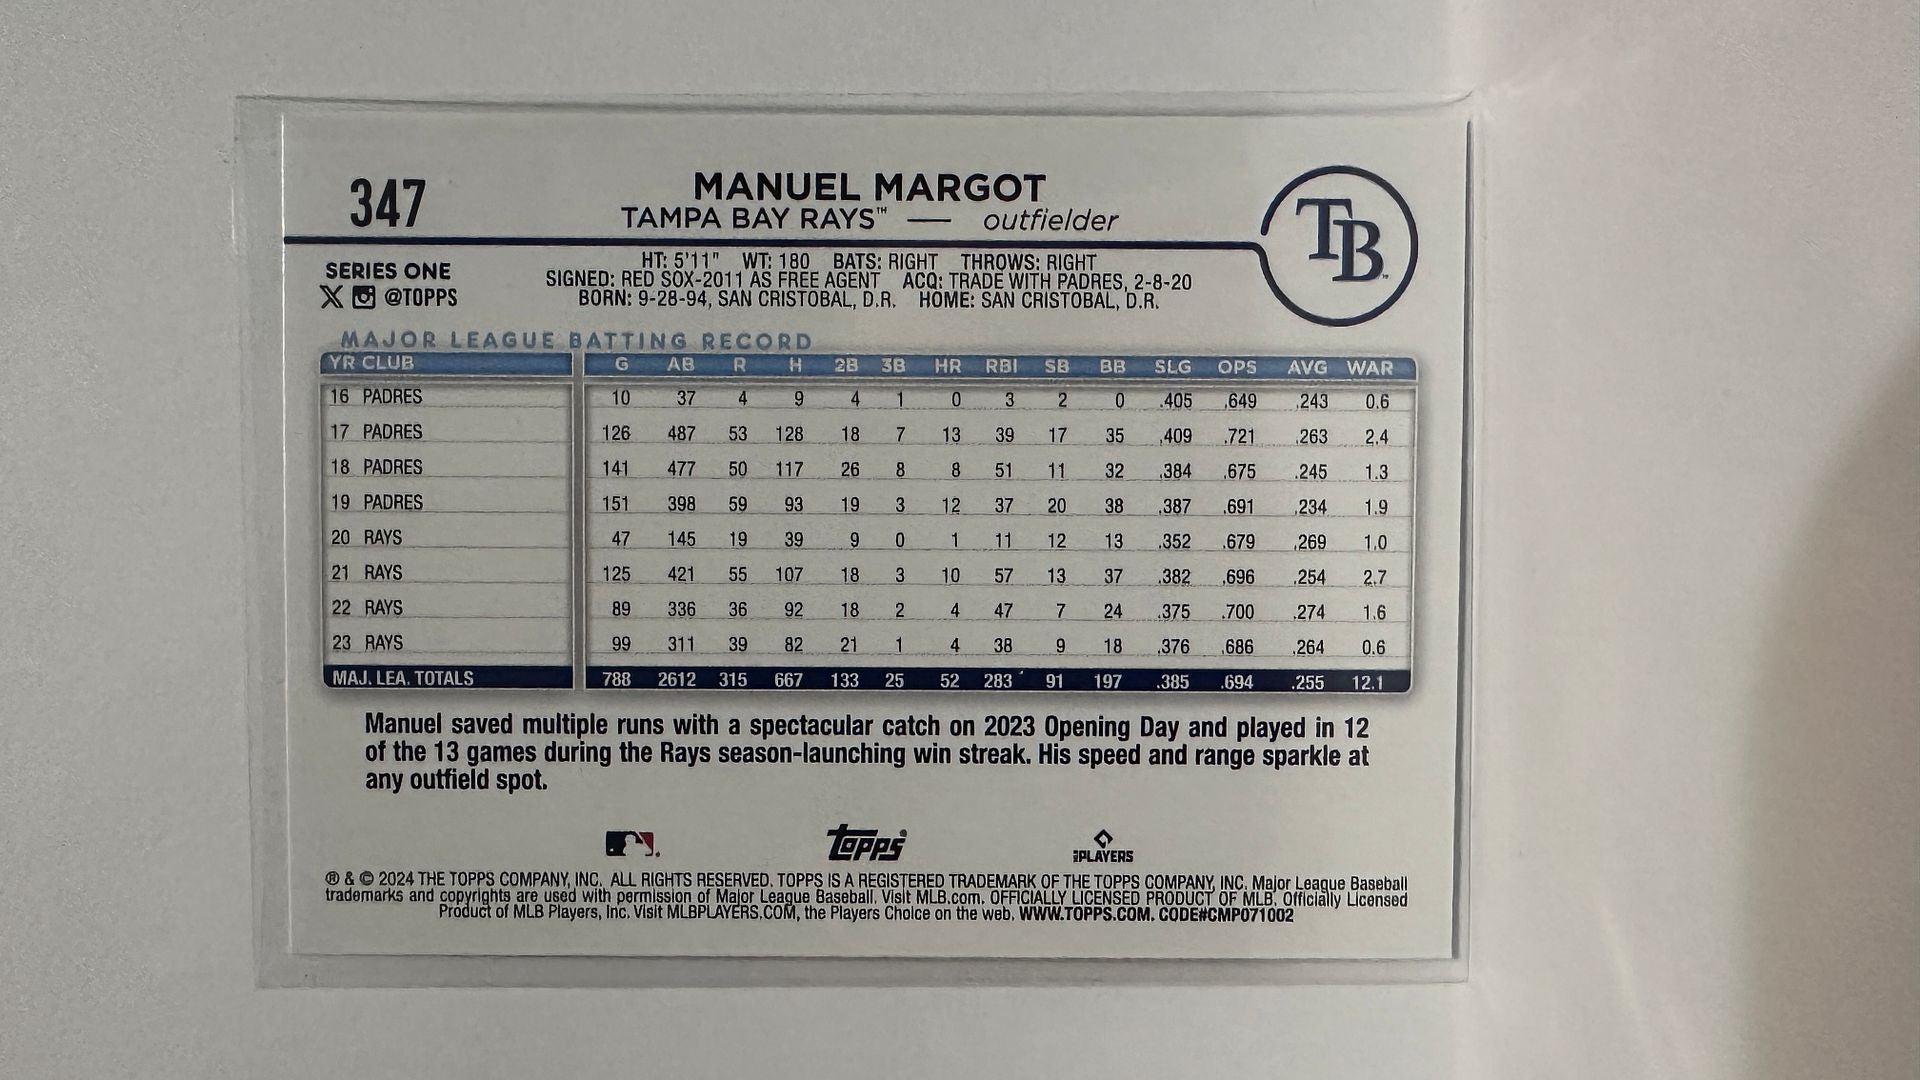 347
MANUEL MARGOT
TAMPA BAY RAYS™ — outfielder
TB
SERIES ONE
@TOPPS
HT: 5'11" WT: 180 BATS: RIGHT THROWS: RIGHT
SIGNED: RED SOX-2011 AS FREE AGENT ACQ: TRADE WITH PADRES, 2-8-20
BORN: 9-28-94, SAN CRISTOBAL, D.R. HOME: SAN CRISTOBAL, D.R.
MAJOR LEAGUE BATTING RECORD
YR CLUB G AB R H 2B 3B HR RBI SB BB SLG OPS AVG WAR
16 PADRES 10 37 4 9 4 1 0 3 2 0 .405 .649 .243 0.6
17 PADRES 126 487 53 128 18 7 13 39 17 35 .409 .721 .263 2.4
18 PADRES 141 477 50 117 26 8 8 51 11 32 .384 .675 .245 1.3
19 PADRES 151 398 59 93 19 3 12 37 20 38 .387 .691 .234 1.9
20 RAYS 47 145 19 39 9 0 1 11 12 13 .352 .679 .269 1.0
21 RAYS 125 421 55 107 18 3 10 57 13 37 .382 .696 .254 2.7
22 RAYS 89 336 36 92 18 2 4 47 7 24 .375 .700 .274 1.6
23 RAYS 99 311 39 82 21 1 4 38 9 18 .376 .686 .264 0.6
MAJ. LEA. TOTALS 788 2612 315 667 133 25 52 283 91 197 .385 .694 .255 12.1
Manuel saved multiple runs with a spectacular catch on 2023 Opening Day and played in 12
of the 13 games during the Rays season-launching win streak. His speed and range sparkle at
any outfield spot.
topps
PLAYERS
® & © 2024 THE TOPPS COMPANY, INC. ALL RIGHTS RESERVED. TOPPS IS A REGISTERED TRADEMARK OF THE TOPPS COMPANY, INC. Major League Baseball
trademarks and copyrights are used with permission of Major League Baseball. Visit MLB.com. OFFICIALLY LICENSED PRODUCT OF MLB. Officially Licensed
Product of MLB Players, Inc. Visit MLBPLAYERS.COM, the Players Choice on the web. WWW.TOPPS.COM. CODE#CMP071002